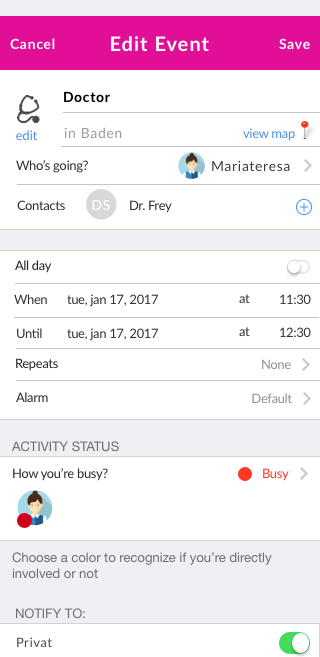 Cancel Edit Event Save
Doctor
edit
in Baden view map
Who's going? Mariateresa
Contacts DS Dr. Frey
All day
When tue, jan 17, 2017 at 11:30
Until tue, jan 17, 2017 at 12:30
Repeats None
Alarm Default
ACTIVITY STATUS
How you're busy? Busy
Choose a color to recognize if you're directly
involved or not
NOTIFY TO:
Privat